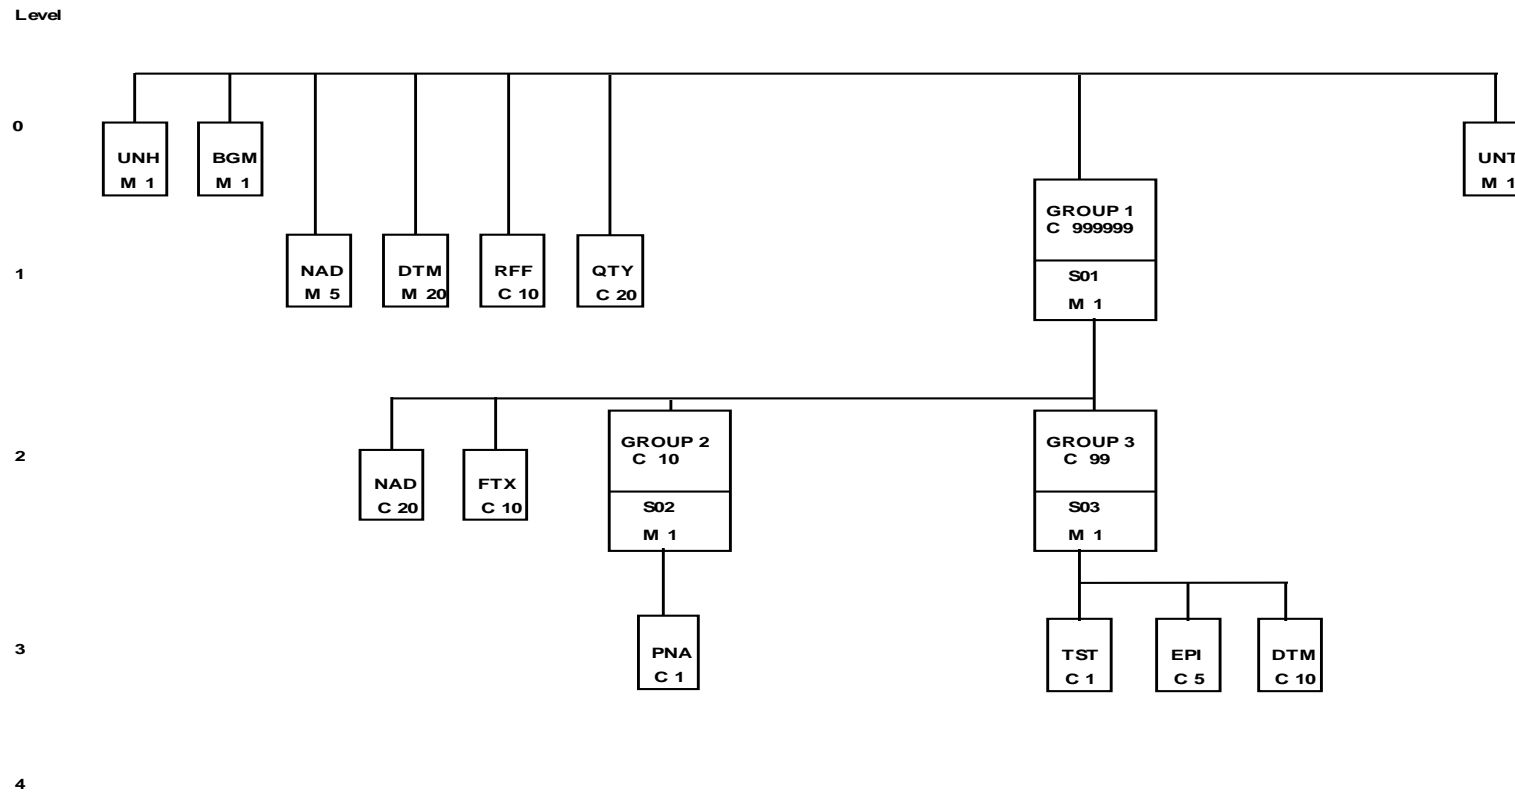 Level
0
UNH
M 1
BGM
M 1
UNT
M 1
GROUP 1
C 999999
1
NAD
M 5
DTM
M 20
RFF
C 10
QTY
C 20
S01
M 1
2
NAD
C 20
FTX
C 10
GROUP 2
C 10
S02
M 1
GROUP 3
C 99
S03
M 1
3
PNA
C 1
TST
C 1
EPI
C 5
DTM
C 10
4